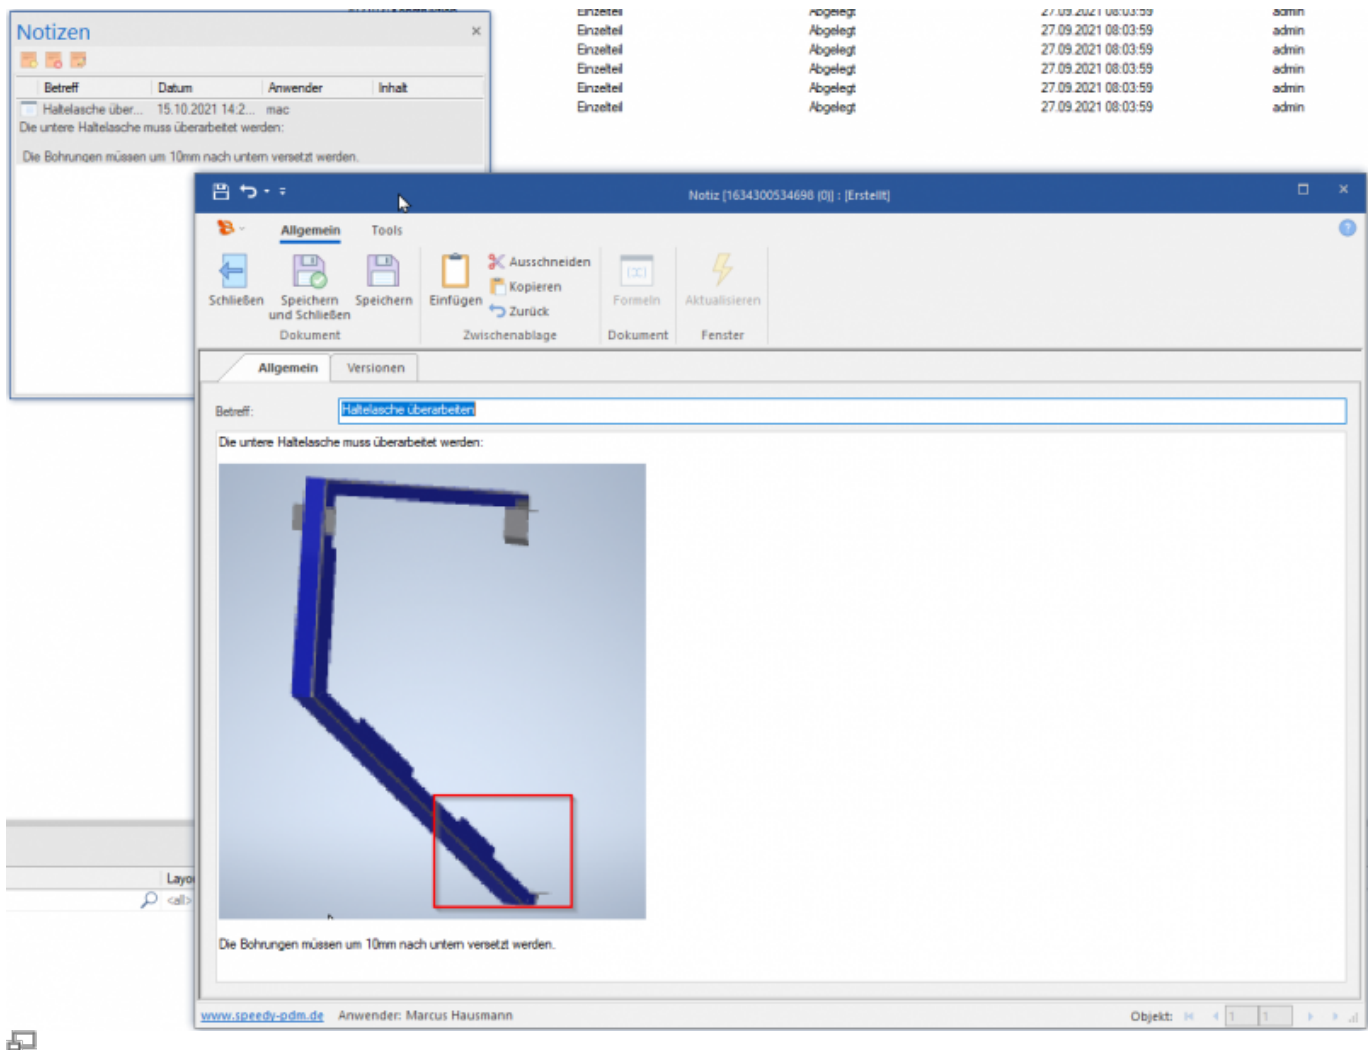 Notizen
Betreff Datum Anwender Inhalt
Haltelasche über... 15.10.2021 14:2... mac
Die untere Haltelasche muss überarbeitet werden:
Die Bohrungen müssen um 10mm nach untern versetzt werden.
Einzelteil Abgelegt 27.09.2021 08:03:59 admin
Einzelteil Abgelegt 27.09.2021 08:03:59 admin
Einzelteil Abgelegt 27.09.2021 08:03:59 admin
Einzelteil Abgelegt 27.09.2021 08:03:59 admin
Einzelteil Abgelegt 27.09.2021 08:03:59 admin
Einzelteil Abgelegt 27.09.2021 08:03:59 admin
Notiz [1634300534698 (0)] : [Erstellt]
Allgemein Tools
Schließen
Speichern und Schließen
Speichern
Dokument
Einfügen
Ausschneiden
Kopieren
Zurück
Zwischenablage
Formeln
Dokument
Aktualisieren
Fenster
Allgemein Versionen
Betreff: Haltelasche überarbeiten
Die untere Haltelasche muss überarbeitet werden:
Die Bohrungen müssen um 10mm nach untern versetzt werden.
Layo
<all>
www.speedy-pdm.de Anwender: Marcus Hausmann Objekt: 1 1